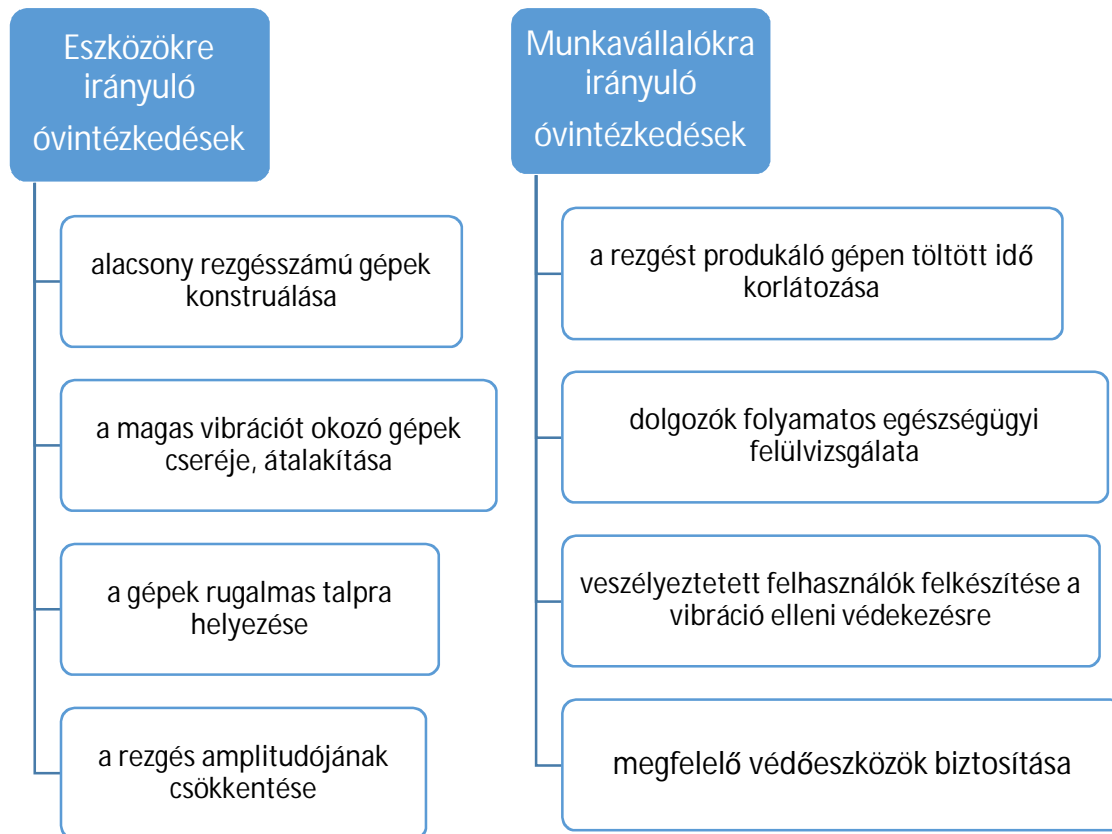 Eszközökre
irányuló
óvintézkedések
alacsony rezgésszámú gépek
konstruálása
a magas vibrációt okozó gépek
cseréje, átalakítása
a gépek rugalmas talpra
helyezése
a rezgés amplitudójának
csökkentése
Munkavállalókra
irányuló
óvintézkedések
a rezgést produkáló gépen töltött idő
korlátozása
dolgozók folyamatos egészségügyi
felülvizsgálata
veszélyeztetett felhasználók felkészítése a
vibráció elleni védekezésre
megfelelő védőeszközök biztosítása